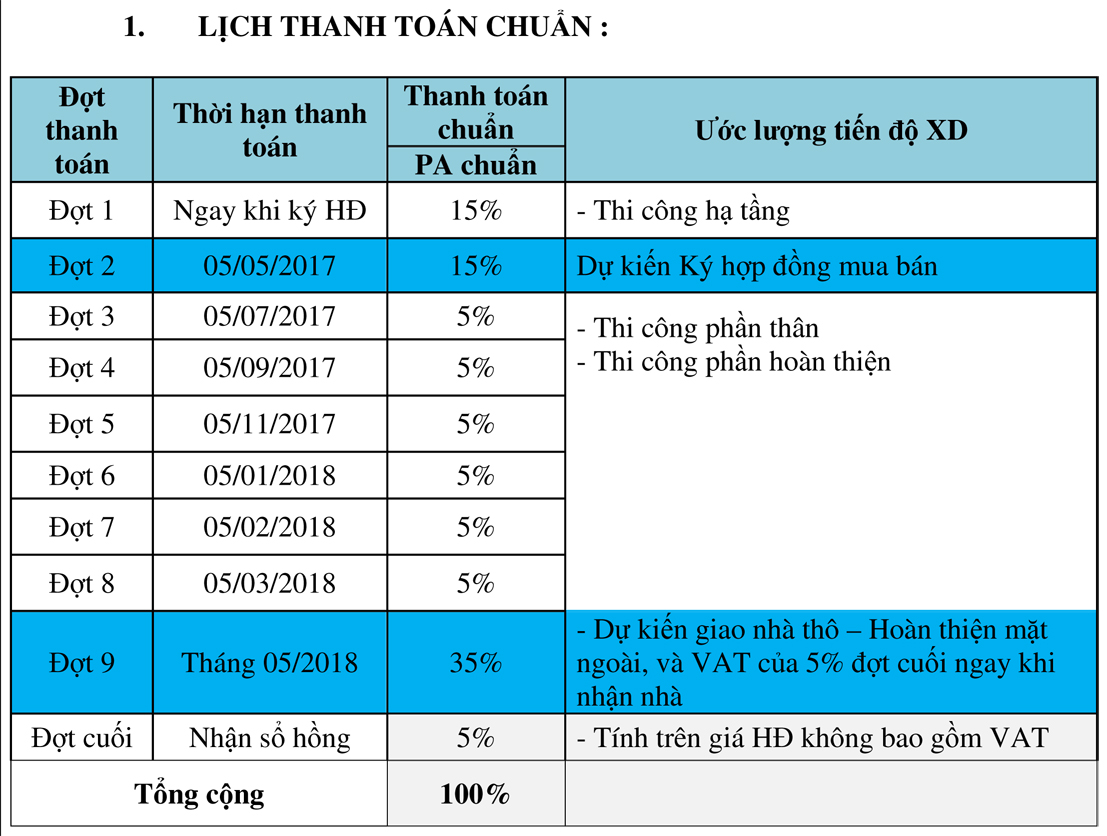 1. LỊCH THANH TOÁN CHUẨN :
Đợt
thanh
toán
Thời hạn thanh
toán
Thanh toán
chuẩn
PA chuẩn
Ước lượng tiến độ XD
Đợt 1 Ngay khi ký HĐ 15% - Thi công hạ tầng
Đợt 2 05/05/2017 15% Dự kiến Ký hợp đồng mua bán
Đợt 3 05/07/2017 5%
- Thi công phần thân
- Thi công phần hoàn thiện
Đợt 4 05/09/2017 5%
Đợt 5 05/11/2017 5%
Đợt 6 05/01/2018 5%
Đợt 7 05/02/2018 5%
Đợt 8 05/03/2018 5%
Đợt 9 Tháng 05/2018 35%
- Dự kiến giao nhà thô – Hoàn thiện mặt
ngoài, và VAT của 5% đợt cuối ngay khi
nhận nhà
Đợt cuối Nhận sổ hồng 5% - Tính trên giá HĐ không bao gồm VAT
Tổng cộng 100%